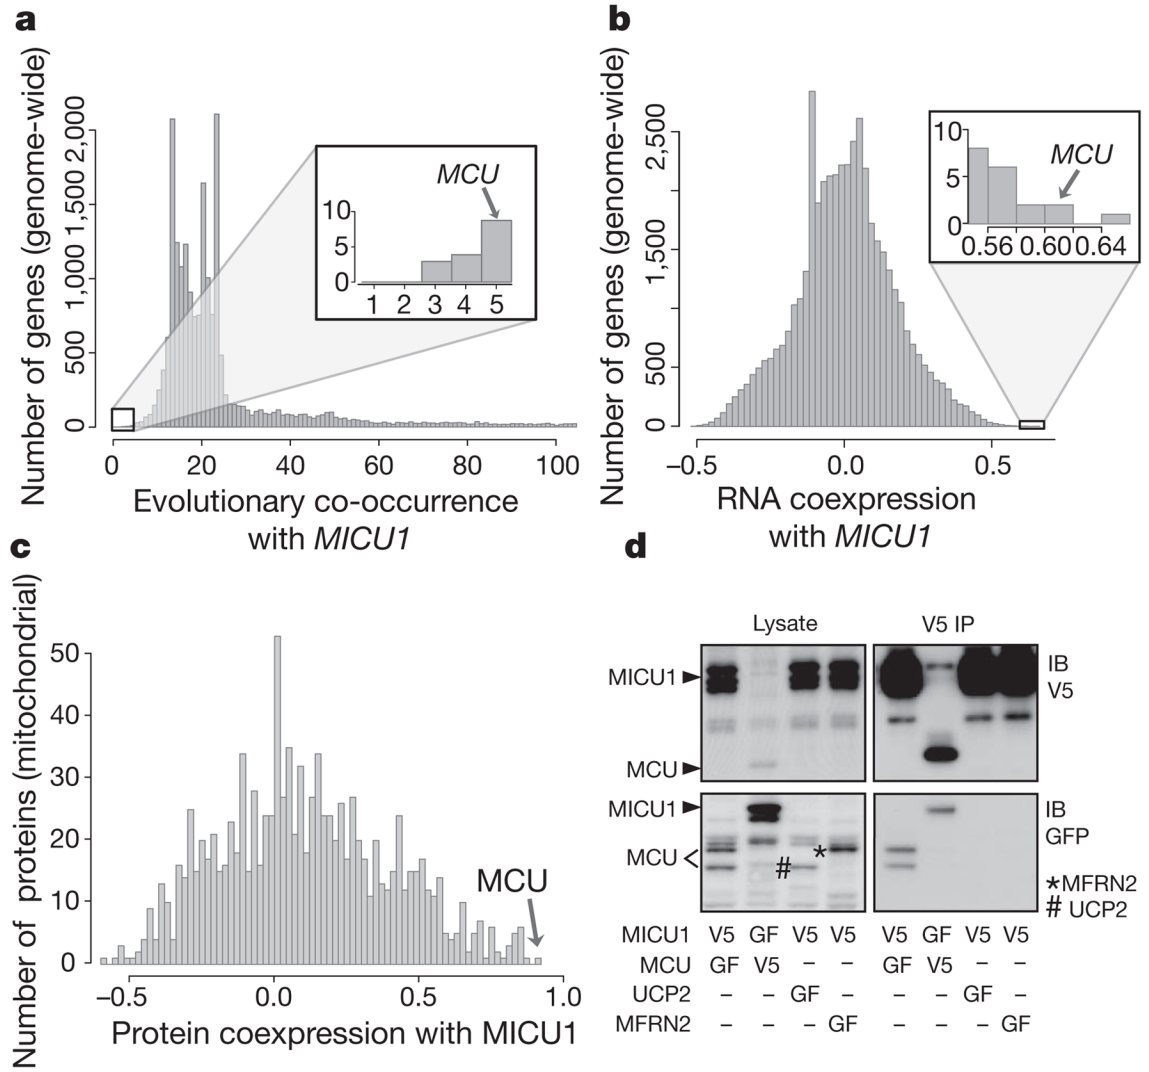 a
Number of genes (genome-wide)
2,000
1,500
1,000
500
0
0 20 40 60 80 100
Evolutionary co-occurrence
with MICU1
MCU
10
5
0
1 2 3 4 5
b
Number of genes (genome-wide)
2,500
1,500
500
0
−0.5 0.0 0.5
RNA coexpression
with MICU1
10
5
0
MCU
0.56 0.60 0.64
c
Number of proteins (mitochondrial)
50
40
30
20
10
0
MCU
−0.5 0.0 0.5 1.0
Protein coexpression with MICU1
d
Lysate V5 IP
MICU1
IB
V5
MCU
MICU1
IB
GFP
MCU
*
#
*MFRN2
# UCP2
MICU1 V5 GF V5 V5 V5 GF V5 V5
MCU GF V5 – – GF V5 – –
UCP2 – – GF – – – GF –
MFRN2 – – – GF – – – GF